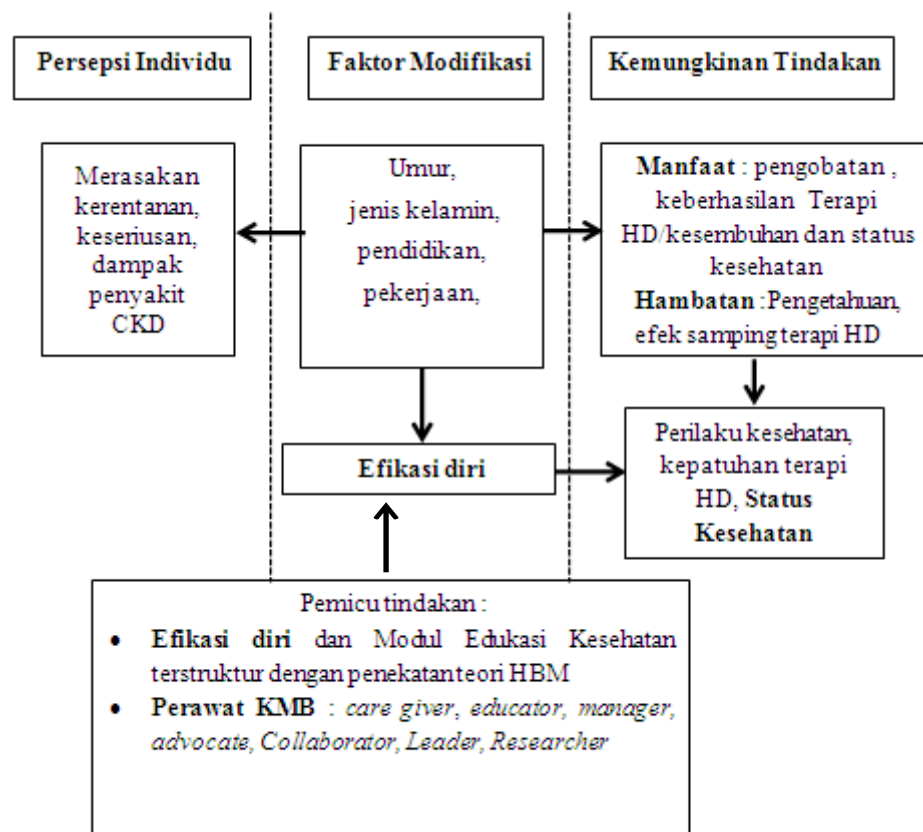 Persepsi Individu
Faktor Modifikasi
Kemungkinan Tindakan
Merasakan
kerentanan,
keseriusan,
dampak
penyakit
CKD
Umur,
jenis kelamin,
pendidikan,
pekerjaan,
Manfaat : pengobatan ,
keberhasilan Terapi
HD/kesembuhan dan status
kesehatan
Hambatan :Pengetahuan,
efek samping terapi HD
Efikasi diri
Perilaku kesehatan,
kepatuhan terapi
HD, Status
Kesehatan
Pemicu tindakan :
• Efikasi diri dan Modul Edukasi Kesehatan
terstruktur dengan penekatan teori HBM
• Perawat KMB : care giver, educator, manager,
advocate, Collaborator, Leader, Researcher